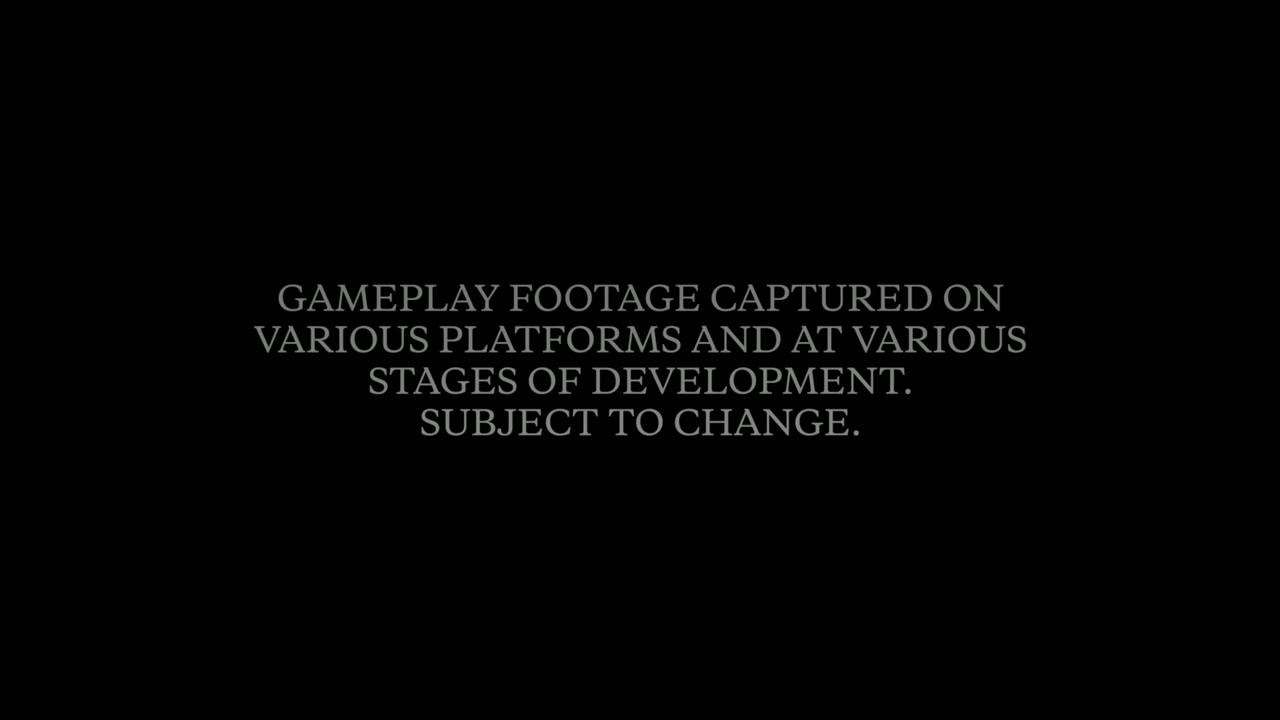 GAMEPLAY FOOTAGE CAPTURED ON
VARIOUS PLATFORMS AND AT VARIOUS
STAGES OF DEVELOPMENT.
SUBJECT TO CHANGE.